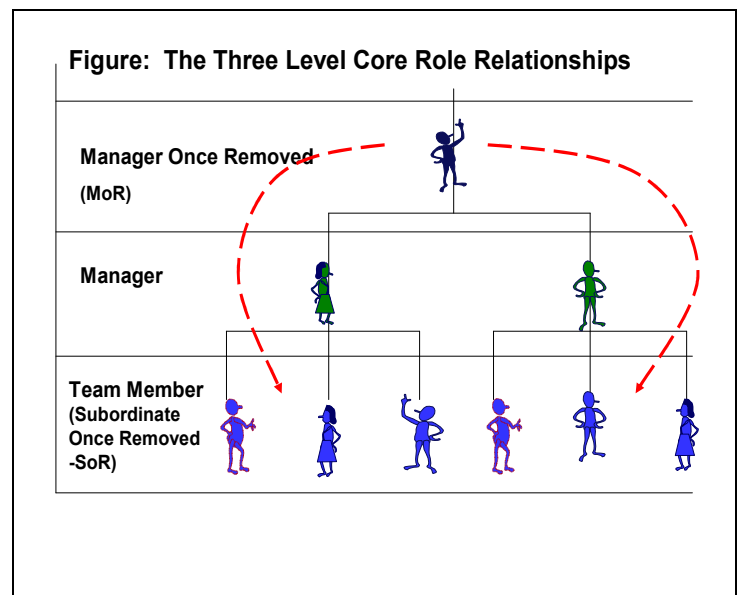 Figure:  The Three Level Core Role Relationships
Manager Once Removed
(MoR)
Manager
Team Member
(Subordinate
Once Removed
-SoR)